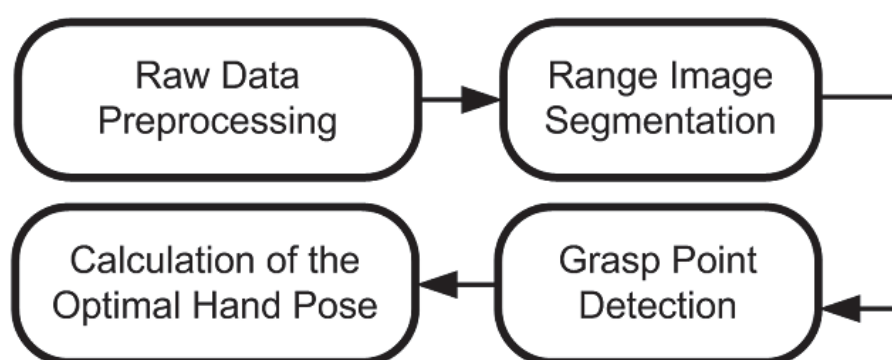 Raw Data
Preprocessing
Range Image
Segmentation
Grasp Point
Detection
Calculation of the
Optimal Hand Pose